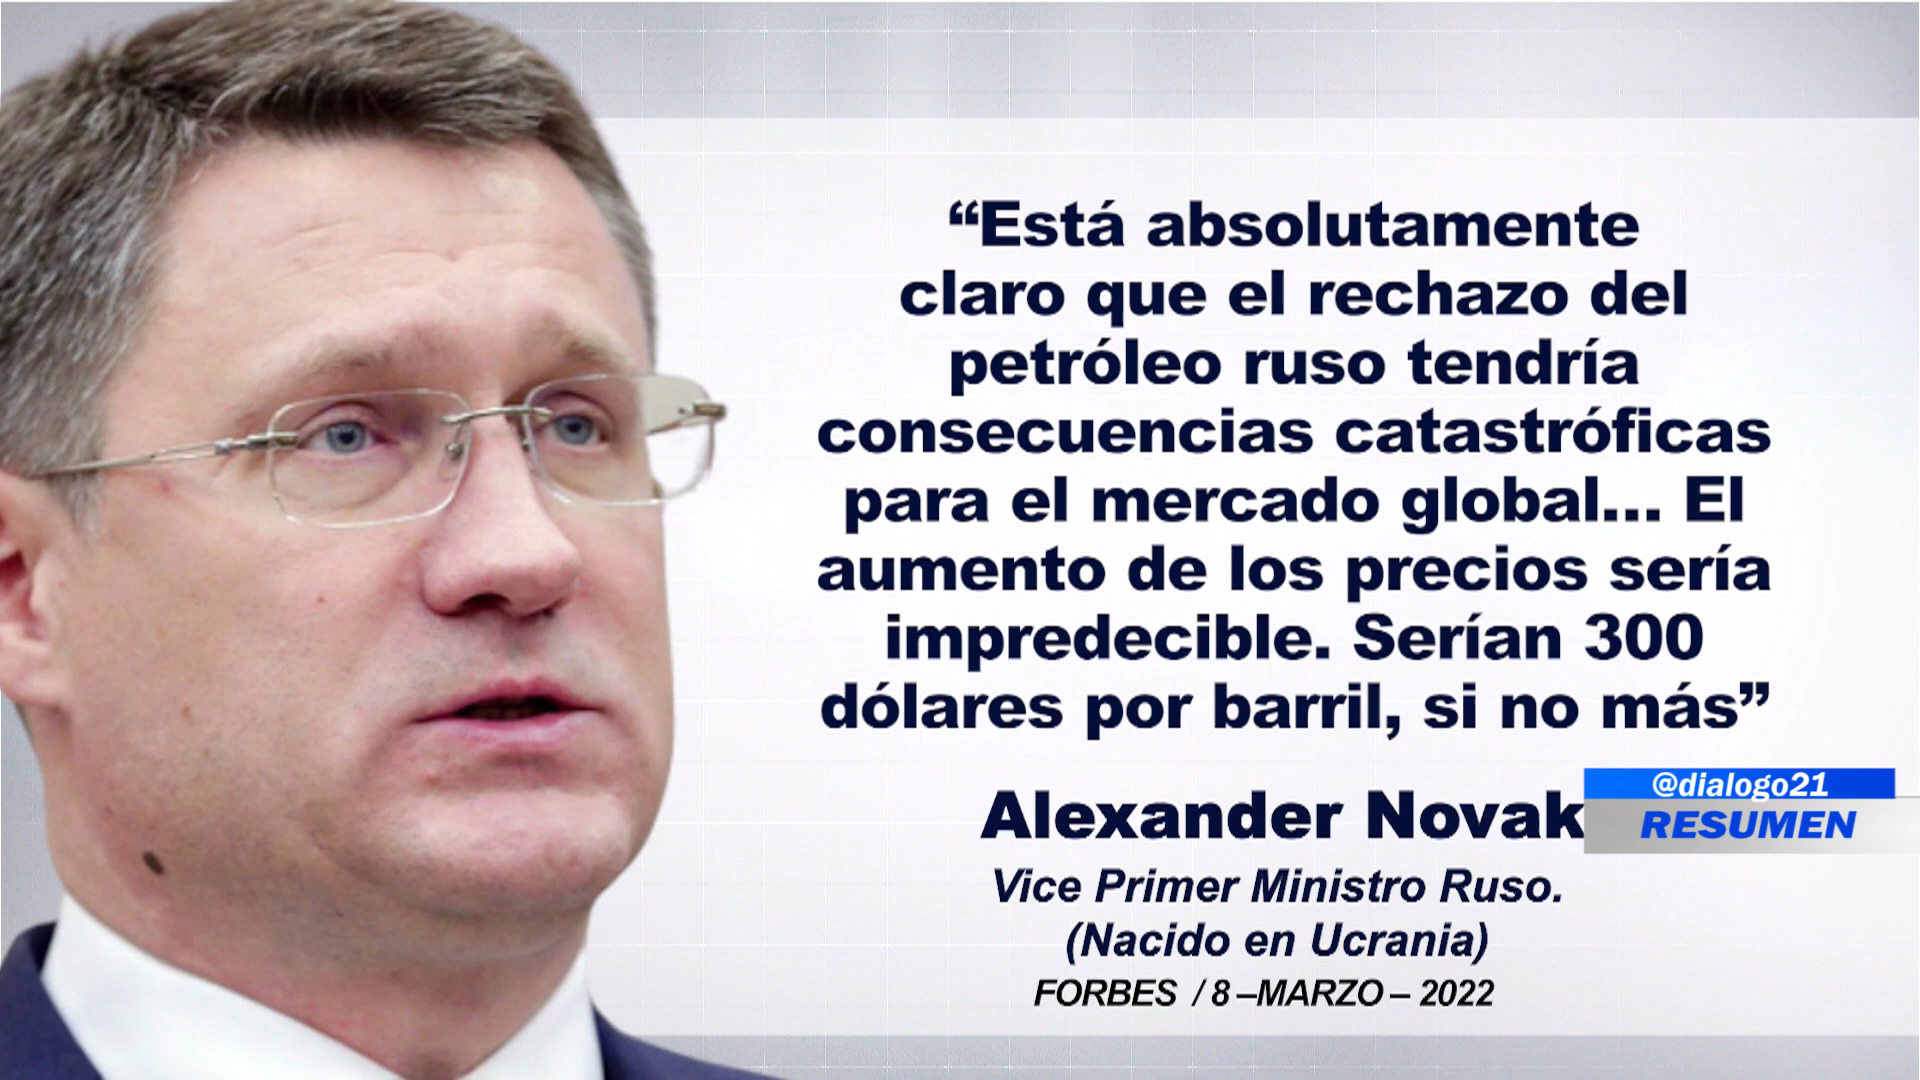 “Está absolutamente
claro que el rechazo del
petróleo ruso tendría
consecuencias catastróficas
para el mercado global... El
aumento de los precios sería
impredecible. Serían 300
dólares por barril, si no más”
Alexander Novak
@dialogo21
RESUMEN
Vice Primer Ministro Ruso.
(Nacido en Ucrania)
FORBES / 8 –MARZO – 2022